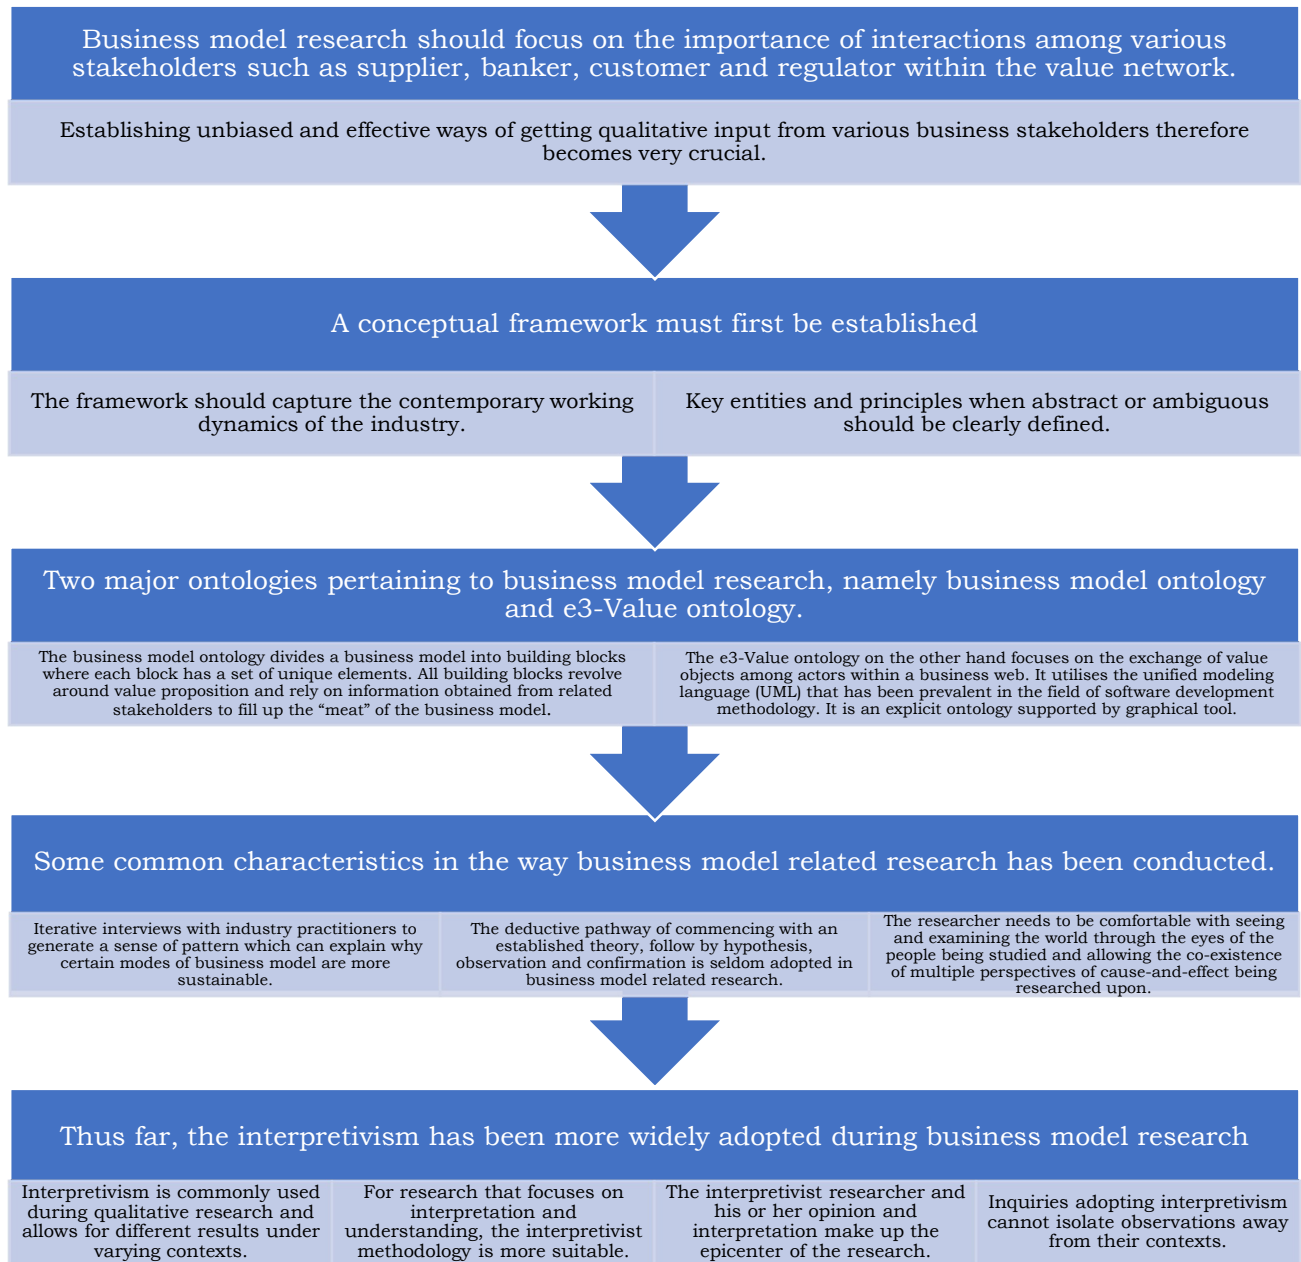 Business model research should focus on the importance of interactions among various
stakeholders such as supplier, banker, customer and regulator within the value network.
Establishing unbiased and effective ways of getting qualitative input from various business stakeholders therefore
becomes very crucial.
A conceptual framework must first be established
The framework should capture the contemporary working
dynamics of the industry.
Key entities and principles when abstract or ambiguous
should be clearly defined.
Two major ontologies pertaining to business model research, namely business model ontology
and e3-Value ontology.
The business model ontology divides a business model into building blocks
where each block has a set of unique elements. All building blocks revolve
around value proposition and rely on information obtained from related
stakeholders to fill up the “meat” of the business model.
The e3-Value ontology on the other hand focuses on the exchange of value
objects among actors within a business web. It utilises the unified modeling
language (UML) that has been prevalent in the field of software development
methodology. It is an explicit ontology supported by graphical tool.
Some common characteristics in the way business model related research has been conducted.
Iterative interviews with industry practitioners to
generate a sense of pattern which can explain why
certain modes of business model are more
sustainable.
The deductive pathway of commencing with an
established theory, follow by hypothesis,
observation and confirmation is seldom adopted in
business model related research.
The researcher needs to be comfortable with seeing
and examining the world through the eyes of the
people being studied and allowing the co-existence
of multiple perspectives of cause-and-effect being
researched upon.
Thus far, the interpretivism has been more widely adopted during business model research
Interpretivism is commonly used
during qualitative research and
allows for different results under
varying contexts.
For research that focuses on
interpretation and
understanding, the interpretivist
methodology is more suitable.
The interpretivist researcher and
his or her opinion and
interpretation make up the
epicenter of the research.
Inquiries adopting interpretivism
cannot isolate observations away
from their contexts.